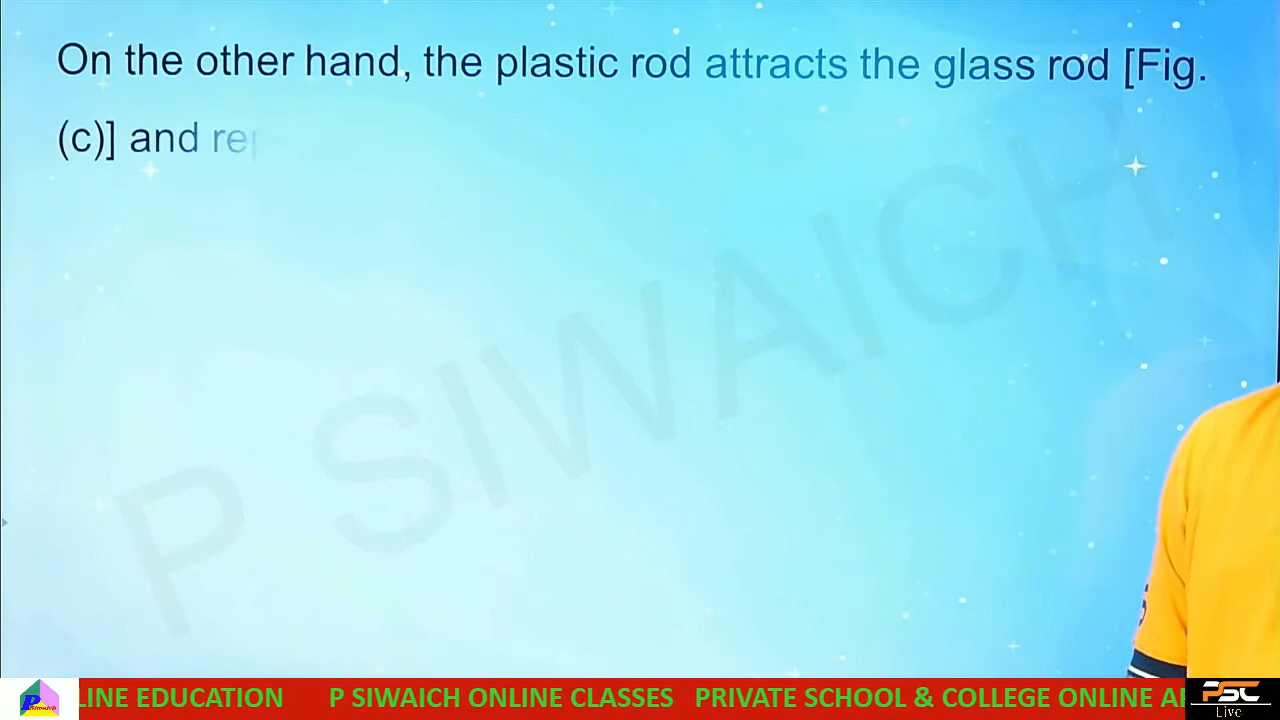 On the other hand, the plastic rod attracts the glass rod [Fig.
(c)] and rep
P SIWAICH
LINE EDUCATION P SIWAICH ONLINE CLASSES PRIVATE SCHOOL & COLLEGE ONLINE
PSC
Live